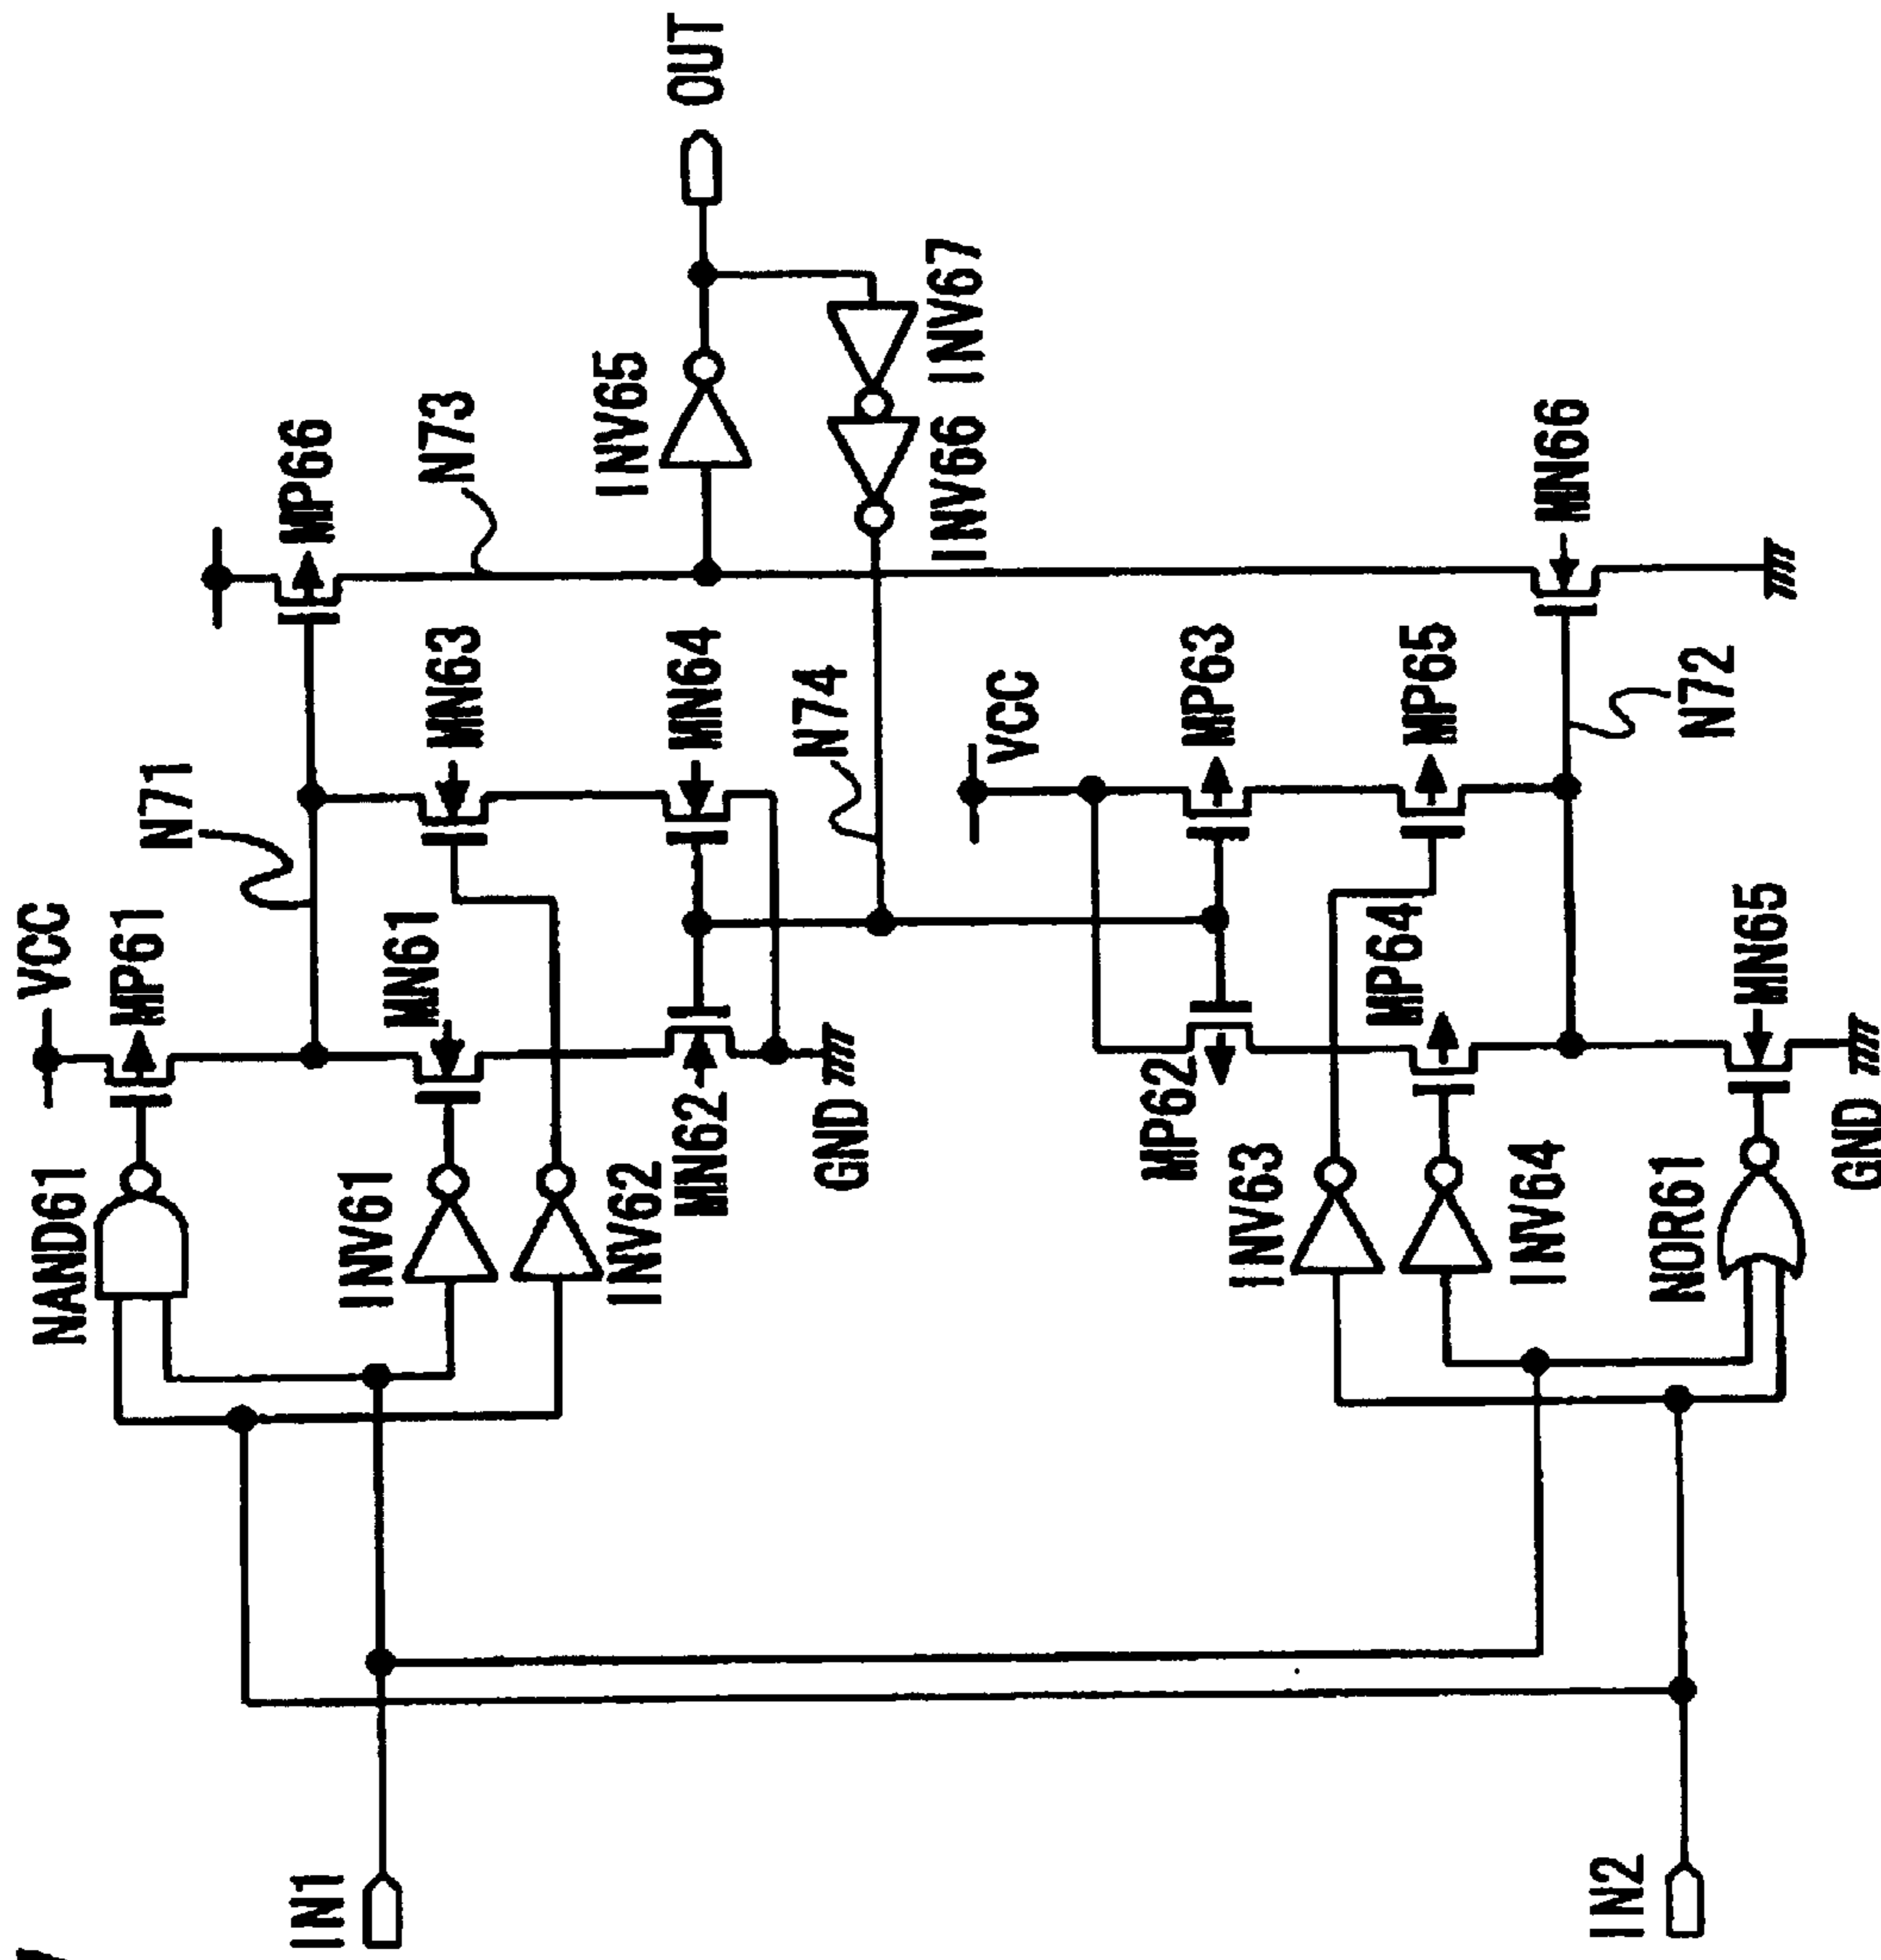 IN1
IN2
NAND61
INV61
INV62
INV63
INV64
NOR61
VCC
MP61
MN61
MN62
GND
MP62
MP64
MN65
GND
N71
MN63
MN64
N74
VCC
MP63
MP65
N72
MP66
N73
INV65
INV66
INV67
MN66
OUT